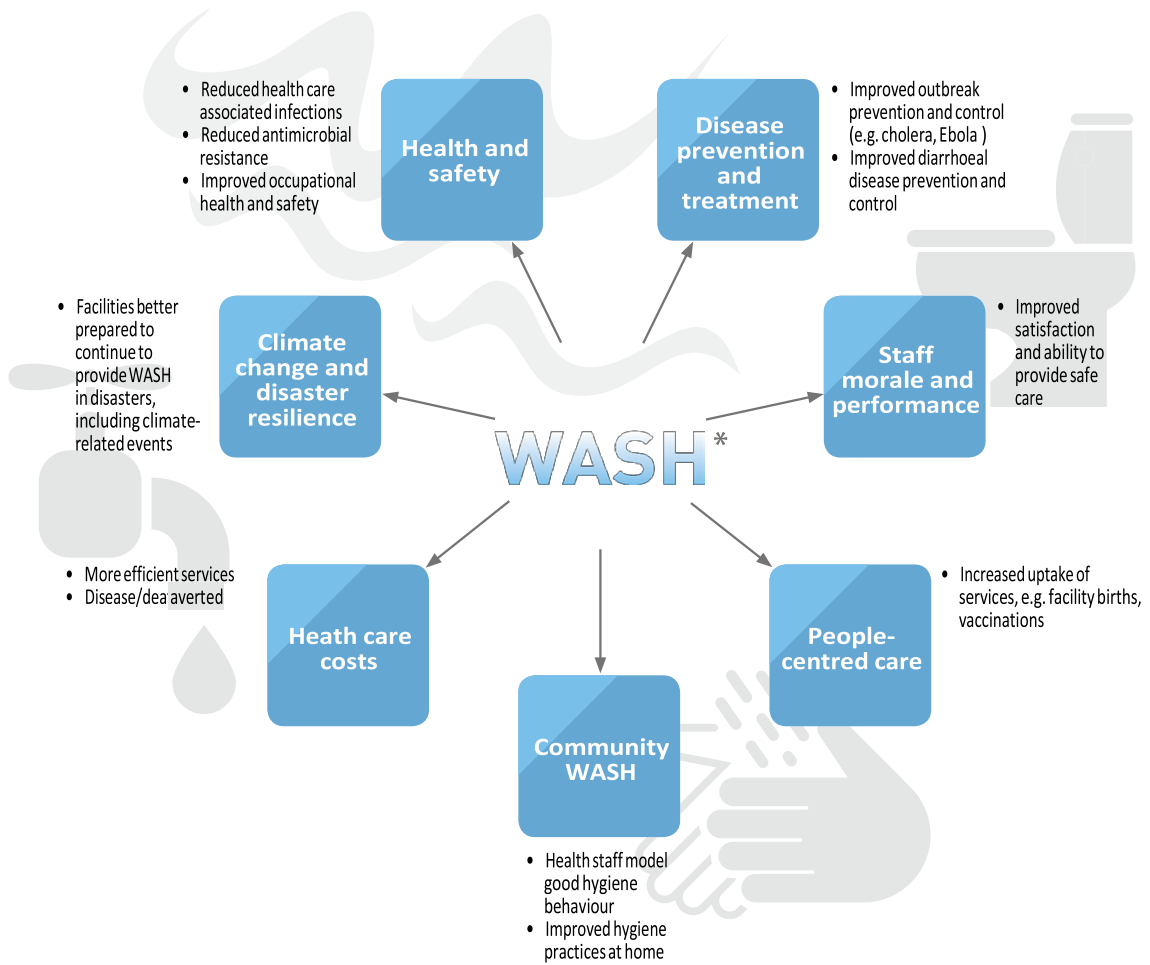 • Reduced health care
associated infections
• Reduced antimicrobial
resistance
• Improved occupational
health and safety
Health and
safety
Disease
prevention
and
treatment
• Improved outbreak
prevention and control
(e.g. cholera, Ebola )
• Improved diarrhoeal
disease prevention and
control
• Facilities better
prepared to
continue to
provide WASH
in disasters,
including climate-
related events
Climate
change and
disaster
resilience
Staff
morale and
performance
• Improved
satisfaction
and ability to
provide safe
care
WASH*
• More efficient services
• Disease/dea averted
Heath care
costs
People-
centred care
• Increased uptake of
services, e.g. facility births,
vaccinations
Community
WASH
• Health staff model
good hygiene
behaviour
• Improved hygiene
practices at home